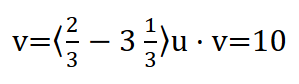 v=⟨2/3 − 3 1/3⟩u · v=10